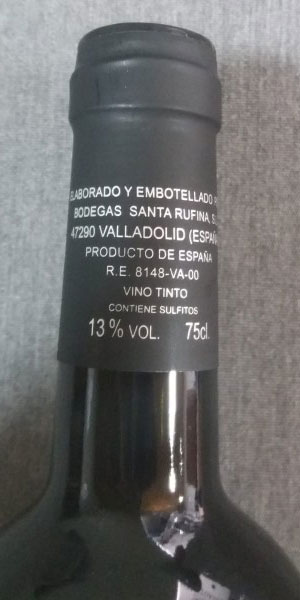 ELABORADO Y EMBOTELLADO
BODEGAS SANTA RUFINA,
47290 VALLADOLID (ESPAÑA
PRODUCTO DE ESPAÑA
R.E. 8148-VA-00
VINO TINTO
CONTIENE SULFITOS
13% VOL. 75cl.